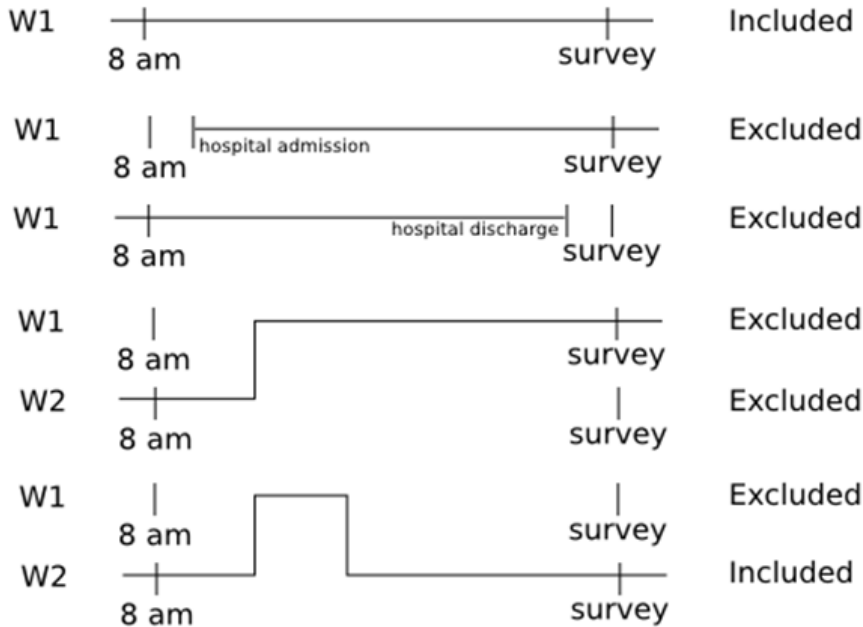 W1 Included
8 am survey
W1 Excluded
hospital admission
8 am survey
W1 Excluded
hospital discharge
8 am survey
W1 Excluded
8 am survey
W2 Excluded
8 am survey
W1 Excluded
8 am survey
W2 Included
8 am survey